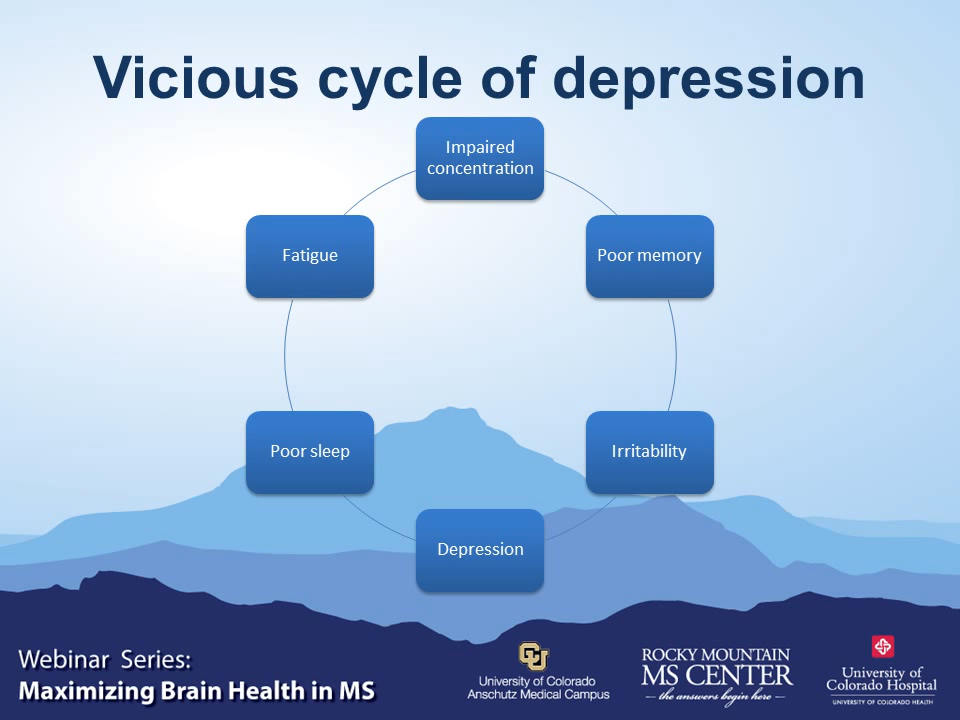 Vicious cycle of depression
Impaired
concentration
Fatigue
Poor memory
Poor sleep
Irritability
Depression
Webinar Series:
Maximizing Brain Health in MS
CU
University of Colorado
Anschutz Medical Campus
ROCKY MOUNTAIN
MS CENTER
the answers begin here
University of
Colorado Hospital
UNIVERSITY OF COLORADO HEALTH